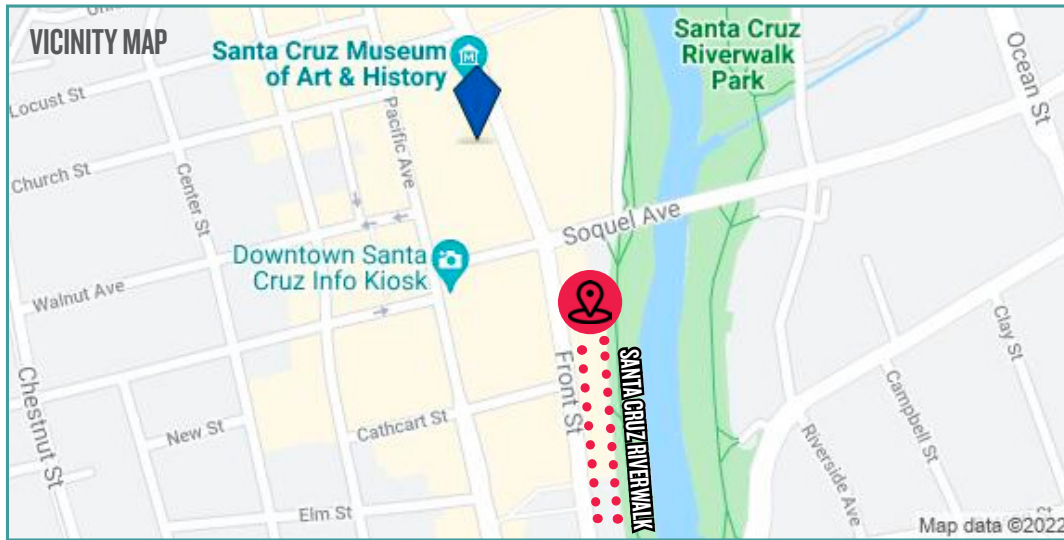 VICINITY MAP
Santa Cruz Museum
of Art & History
Santa Cruz
Riverwalk
Park
Ocean St
Locust St
Church St
Pacific Ave
Center St
Soquel Ave
Downtown Santa
Cruz Info Kiosk
Walnut Ave
Front St
SANTA CRUZ RIVERWALK
Clay St
Chestnut St
New St
Cathcart St
Campbell St
Riverside Ave
Elm St
Map data ©2022